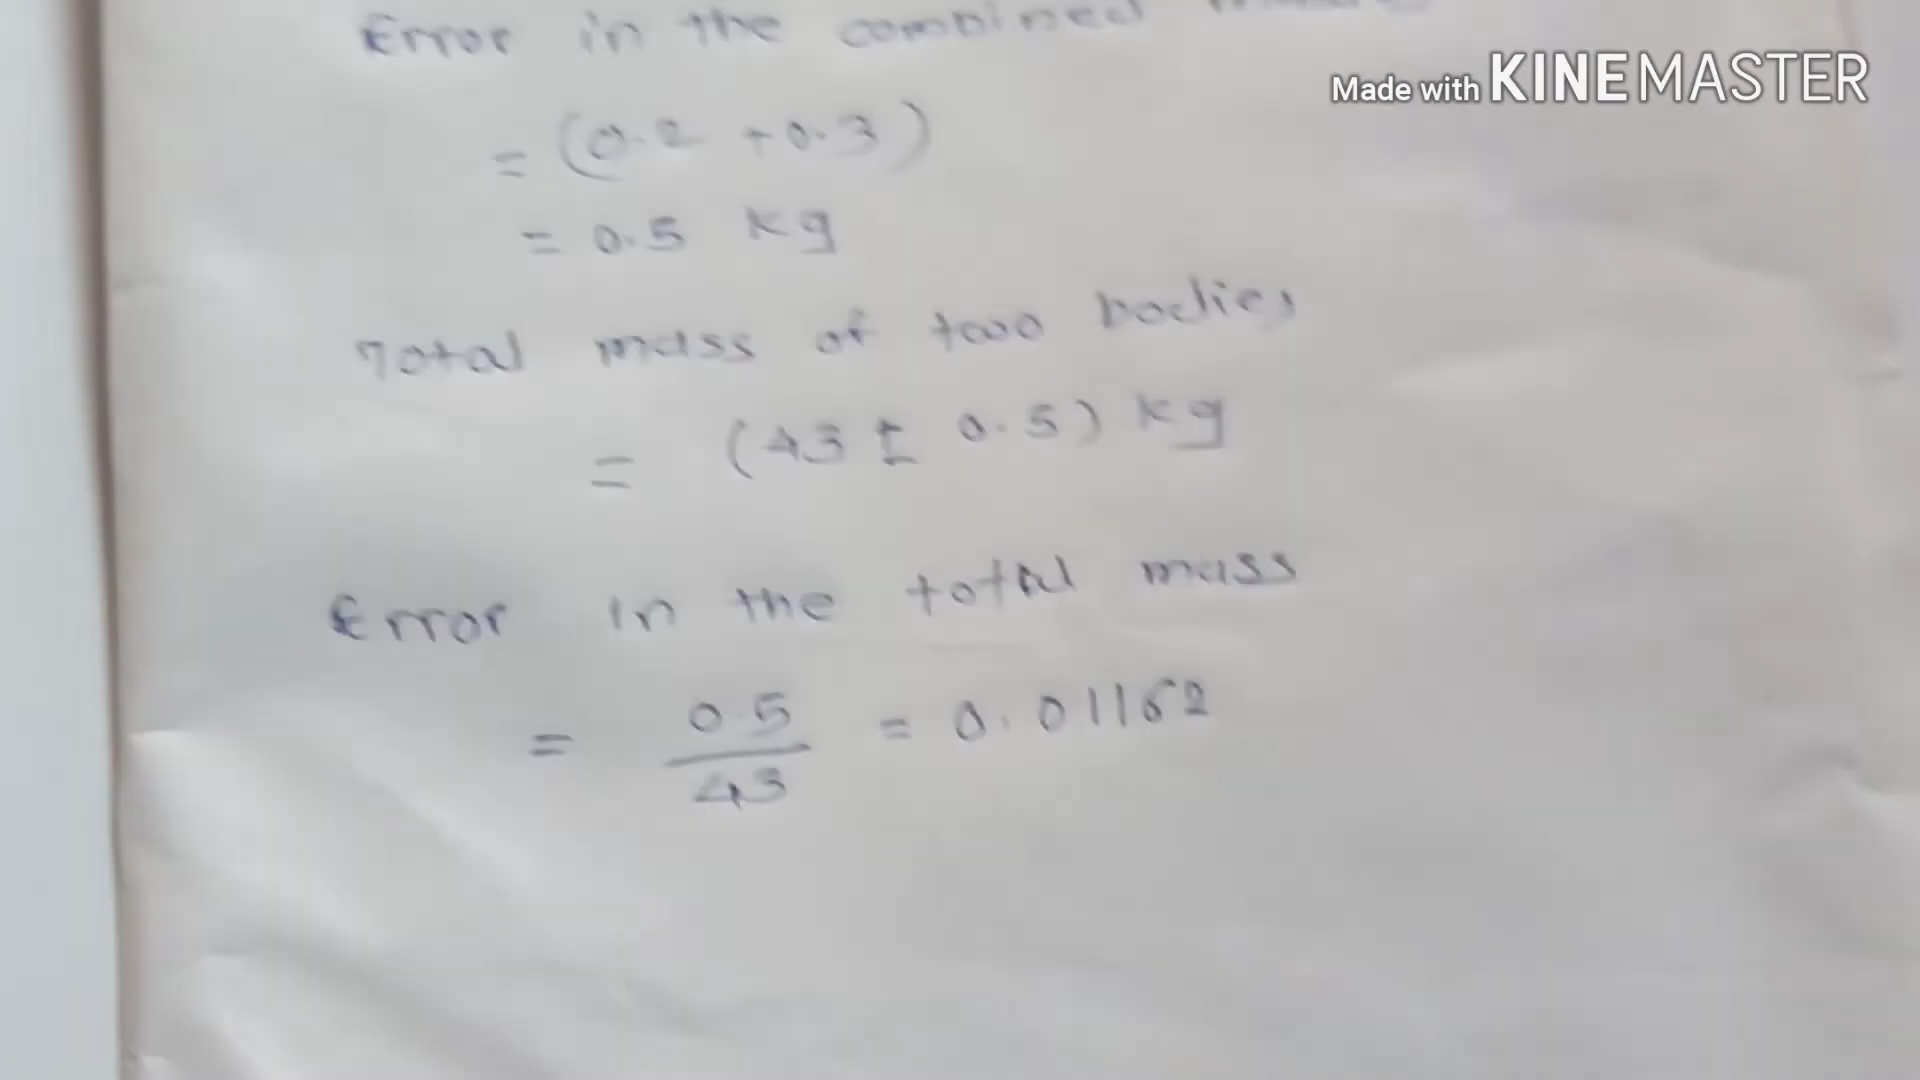 Error in the combined
Made with KINEMASTER
= (0.2 + 0.3)
= 0.5 kg
Total mass of two bodies
= (43 ± 0.5) kg
Error in the total mass
= 0.5/43 = 0.01162